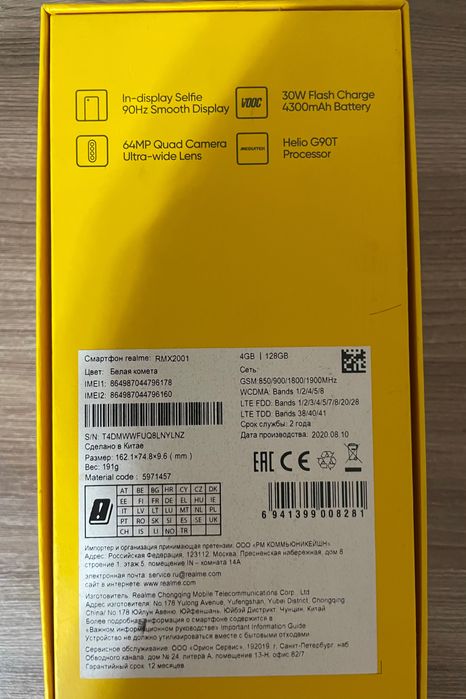 In-display Selfie
90Hz Smooth Display
VOOC
30W Flash Charge
4300mAh Battery
64MP Quad Camera
Ultra-wide Lens
MEDIATEK
Helio G90T
Processor
Смартфон realme: RMX2001
4GB | 128GB
Цвет: Белая комета
IMEI1: 864987044796178
IMEI2: 864987044796160
Сеть:
GSM:850/900/1800/1900MHz
WCDMA: Bands 1/2/4/5/8
LTE FDD: Bands 1/2/3/4/5/7/8/20/28
LTE TDD: Bands 38/40/41
Срок службы: 2 года
Дата производства: 2020.08.10
S/N: T4DMWWFUQ8LNYLNZ
Сделано в Китае
Размер: 162.1×74.8×9.6 ( mm )
Вес: 191g
Material code : 5971457
EAC CE
AT BE BG HR CY CZ DK
EE FI FR DE EL HU IE
IT LV LT LU MT NL PL
PT RO SK SI ES SE UK
CH IS LI NO TR
6 941399 008281
Импортер и организация принимающая претензии: ООО «РМ КОММЬЮНИКЕЙШН».
Адрес: Российская Федерация, 123112, Москва, Пресненская набережная, дом 8
строение 1, этаж 5, помещение IN – комната 14А
электронная почта: service.ru@realme.com
сайт в интернете: www.realme.com
Изготовитель: Realme Chongqing Mobile Telecommunications Corp., Ltd
Адрес изготовителя: No.178 Yulong Avenue, Yufengshan, Yubei District, Chongqing,
China/ No.178 Юйлун Авеню, Юйфеншань, Юйбэй Дистрикт, Чунцин, Китай
Более подробная информация о смартфоне содержится в
«Важном информационном руководстве» Important Information Guide
Устройство не должно утилизироваться вместе с бытовыми отходами
Сервисное обслуживание: ООО «Орион Сервис», 192019, г. Санкт-Петербург, наб
Обводного канала, дом № 24, литера А, помещение 13-Н, офис 82/7
Гарантийный срок: 12 месяцев